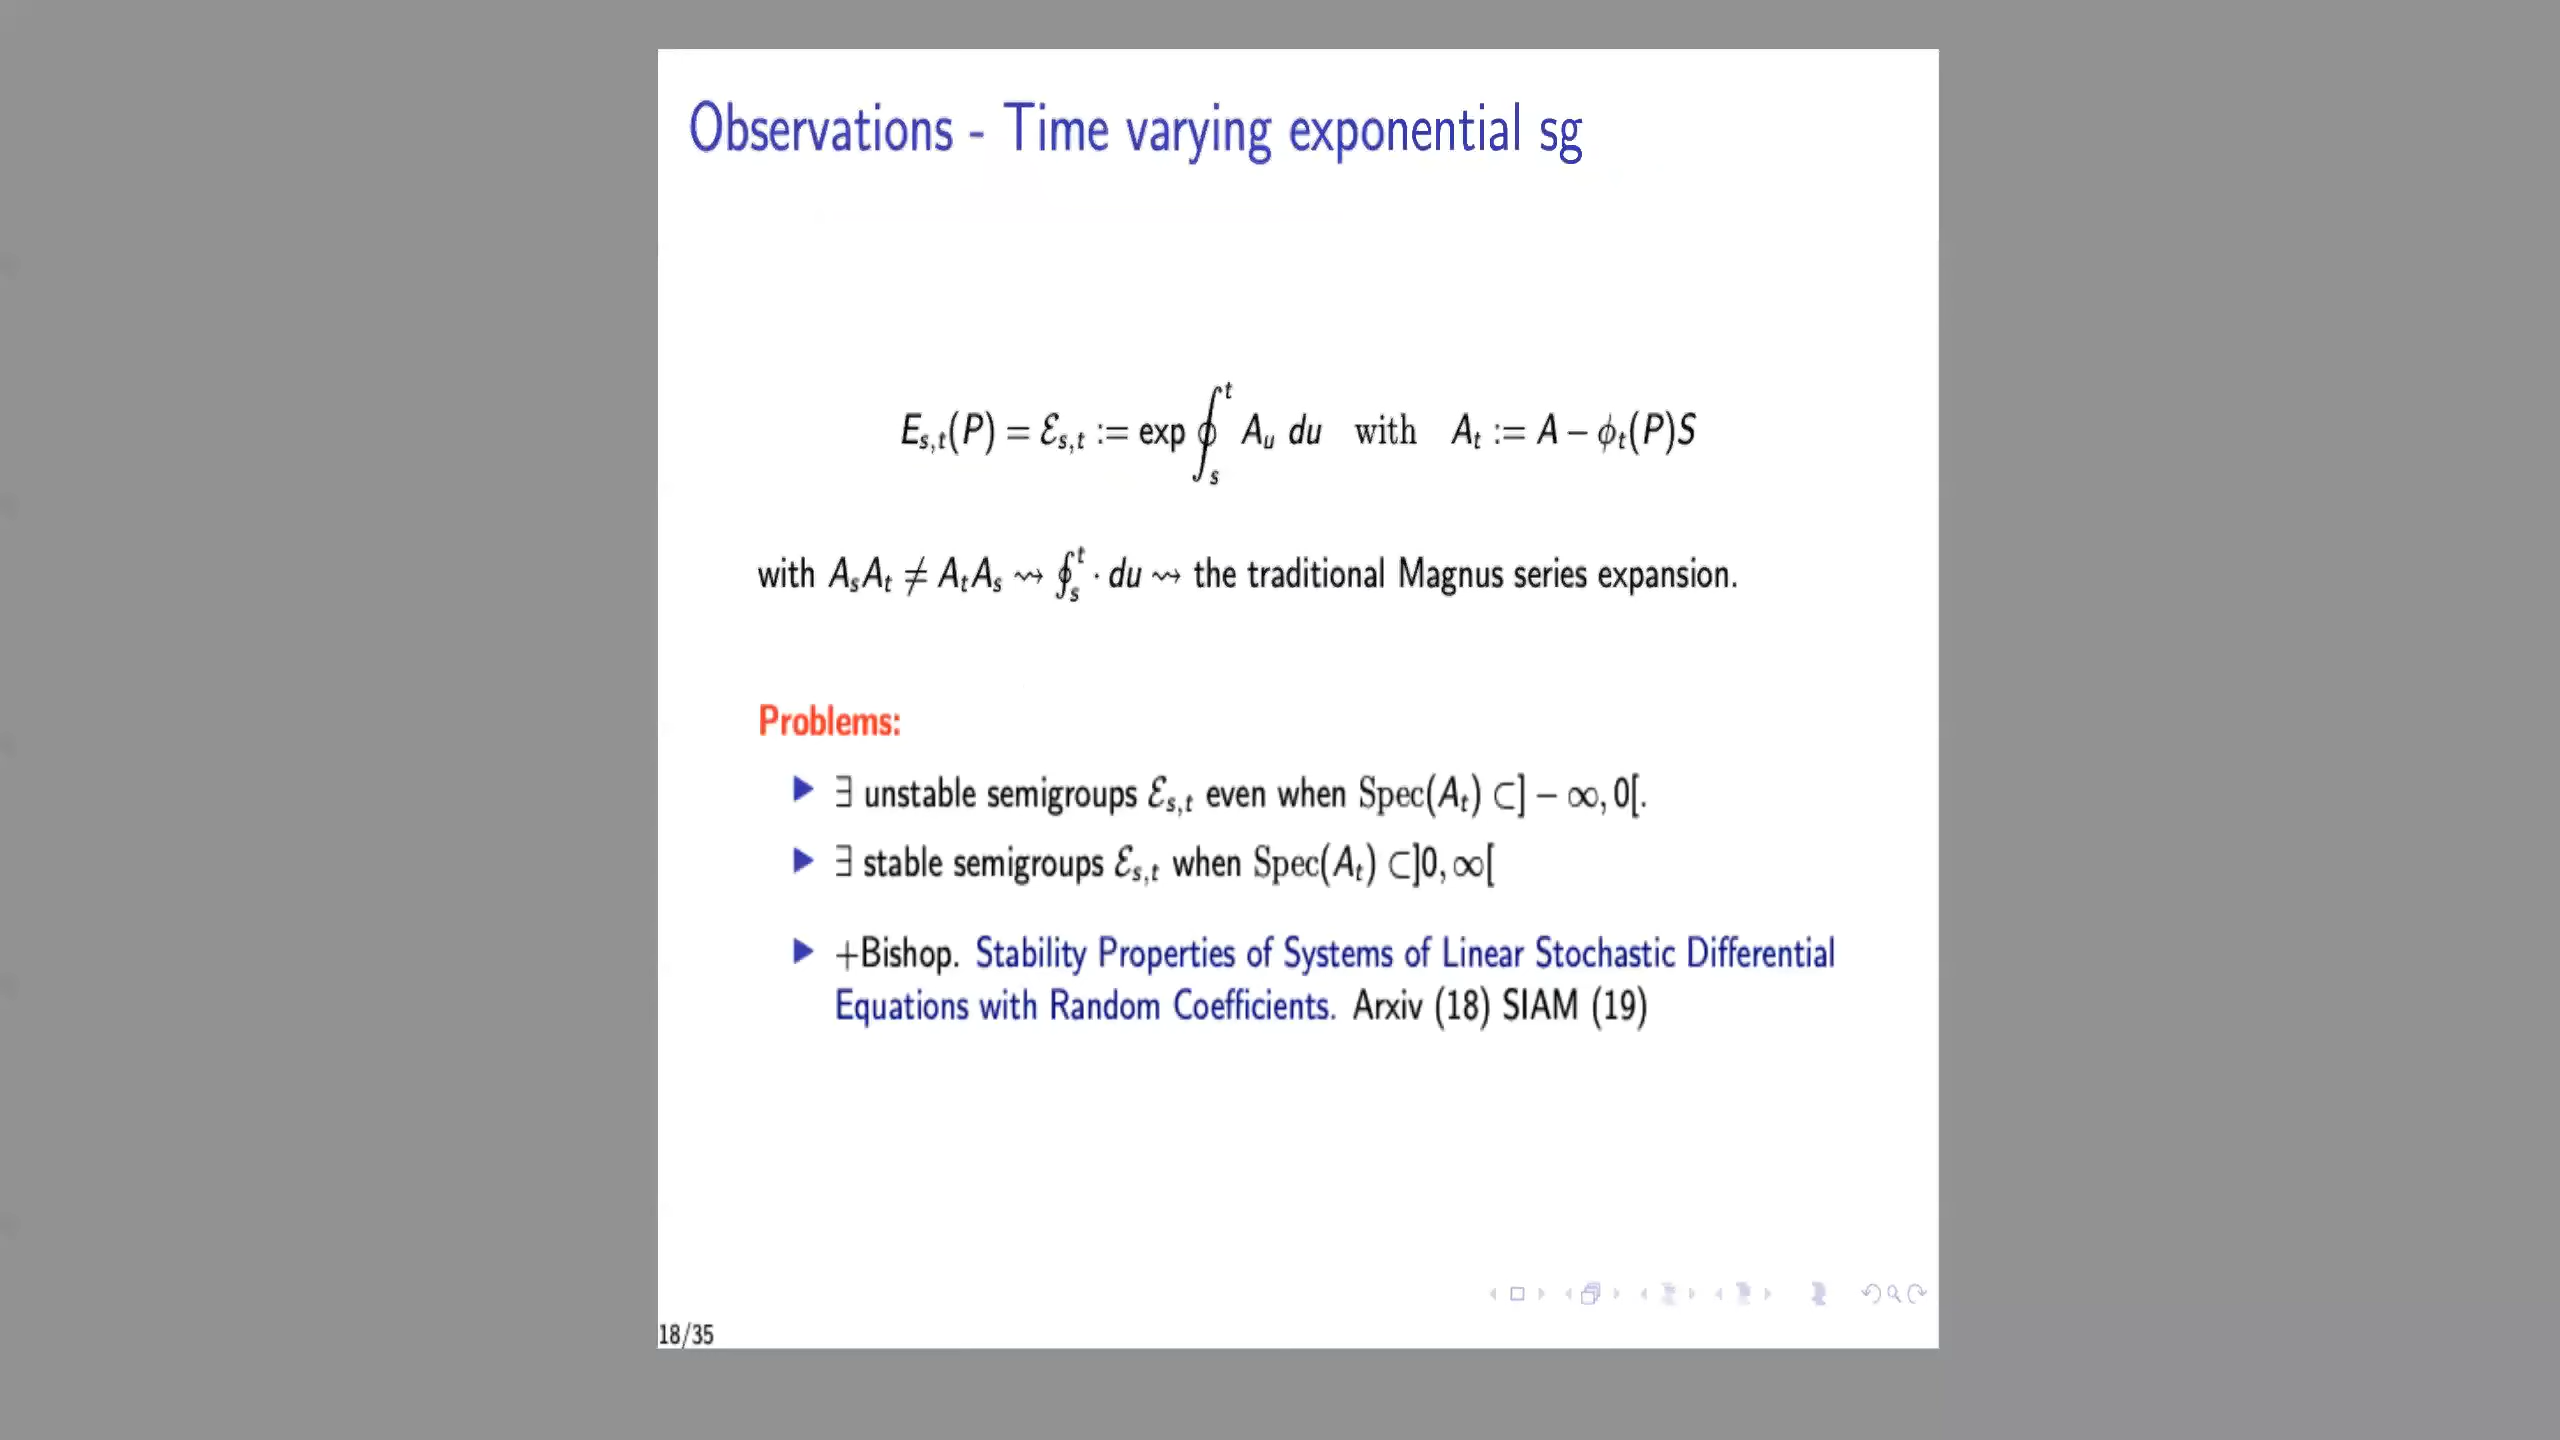 Observations - Time varying exponential sg
E_{s,t}(P) = ℰ_{s,t} := exp ∮_s^t A_u du with A_t := A − ϕ_t(P)S
with A_sA_t ≠ A_tA_s ⇝ ∮_s^t · du ⇝ the traditional Magnus series expansion.
Problems:
▶ ∃ unstable semigroups ℰ_{s,t} even when Spec(A_t) ⊂] − ∞, 0[.
▶ ∃ stable semigroups ℰ_{s,t} when Spec(A_t) ⊂]0, ∞[
▶ +Bishop. Stability Properties of Systems of Linear Stochastic Differential
Equations with Random Coefficients. Arxiv (18) SIAM (19)
18/35